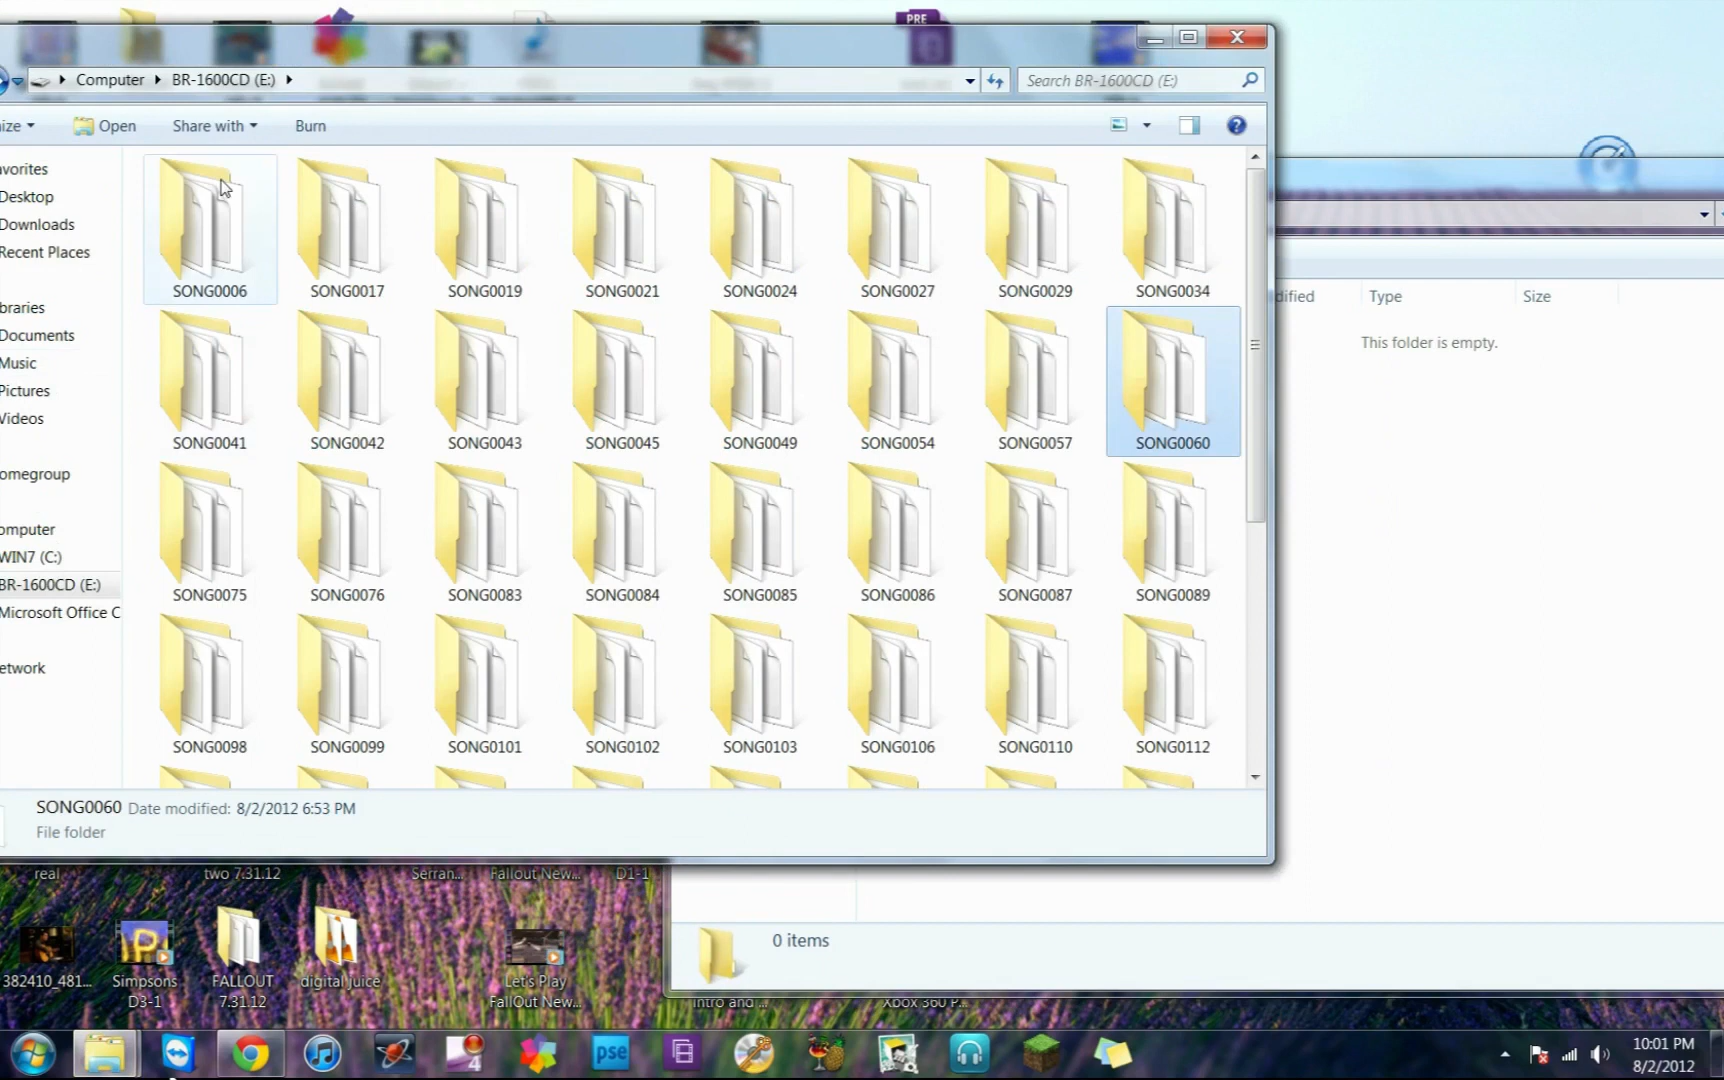 PRE
Computer BR-1600CD (E:)
Search BR-1600CD (E:)
ize Open Share with Burn
avorites
Desktop
Downloads
Recent Places
braries
Documents
Music
Pictures
Videos
omegroup
omputer
WIN7 (C:)
BR-1600CD (E:)
Microsoft Office C
etwork
SONG0006 SONG0017 SONG0019 SONG0021 SONG0024 SONG0027 SONG0029 SONG0034
SONG0041 SONG0042 SONG0043 SONG0045 SONG0049 SONG0054 SONG0057 SONG0060
SONG0075 SONG0076 SONG0083 SONG0084 SONG0085 SONG0086 SONG0087 SONG0089
SONG0098 SONG0099 SONG0101 SONG0102 SONG0103 SONG0106 SONG0110 SONG0112
SONG0060 Date modified: 8/2/2012 6:53 PM
File folder
dified Type Size
This folder is empty.
0 items
real two 7.31.12 Serran... Fallout New... D1-1
382410_481... Simpsons FALLOUT digital juice Let's Play
D3-1 7.31.12 FallOut New... Intro and ... Xbox 360 P...
4 pse
10:01 PM
8/2/2012